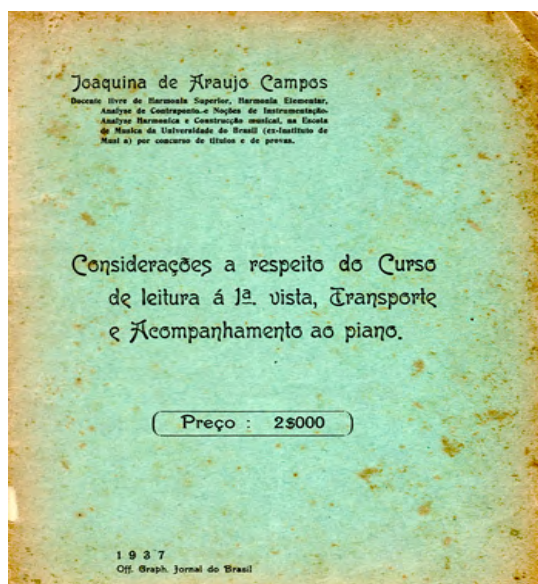 Joaquina de Araujo Campos
Docente livre de Harmonia Superior, Harmonia Elementar,
Analyse de Contraponto e Noções de Instrumentação-
Analyse Harmonica e Construcção musical, na Escola
de Musica da Universidade do Brasil (ex-Instituto de
Musi a) por concurso de titulos e de provas.
Considerações a respeito do Curso
de leitura á 1ª. vista, Transporte
e Acompanhamento ao piano.
Preço : 2$000
1937
Off. Graph. Jornal do Brasil